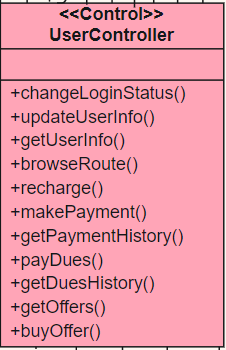 <<Control>>
UserController
+changeLoginStatus()
+updateUserInfo()
+getUserInfo()
+browseRoute()
+recharge()
+makePayment()
+getPaymentHistory()
+payDues()
+getDuesHistory()
+getOffers()
+buyOffer()